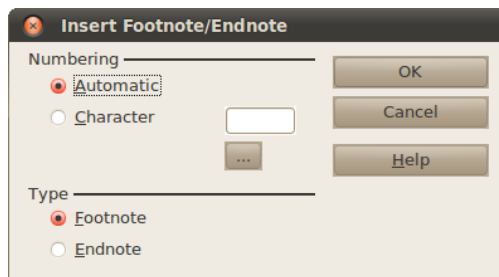 Insert Footnote/Endnote
Numbering
Automatic
Character
...
OK
Cancel
Help
Type
Footnote
Endnote